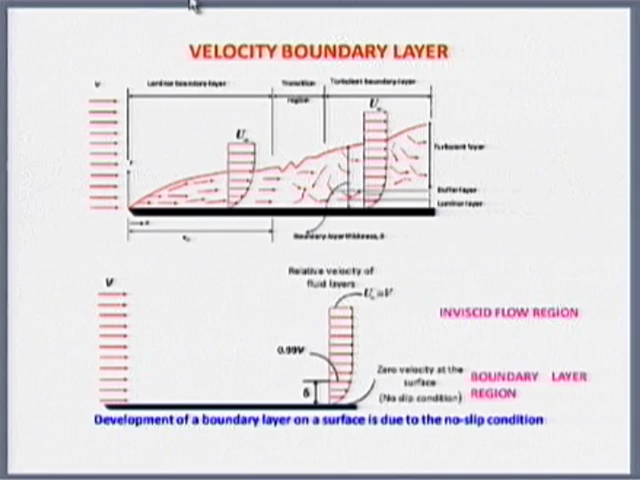 VELOCITY BOUNDARY LAYER
V
Laminar boundary layer
Transition
region
Turbulent boundary layer
U∞
U∞
Turbulent layer
Buffer layer
Laminar layer
Y
x
Boundary layer thickness, δ
Relative velocity of
fluid layers
V
U∞≈V
INVISCID FLOW REGION
0.99V
Zero velocity at the
surface
(No slip condition)
BOUNDARY LAYER
REGION
δ
Development of a boundary layer on a surface is due to the no-slip condition